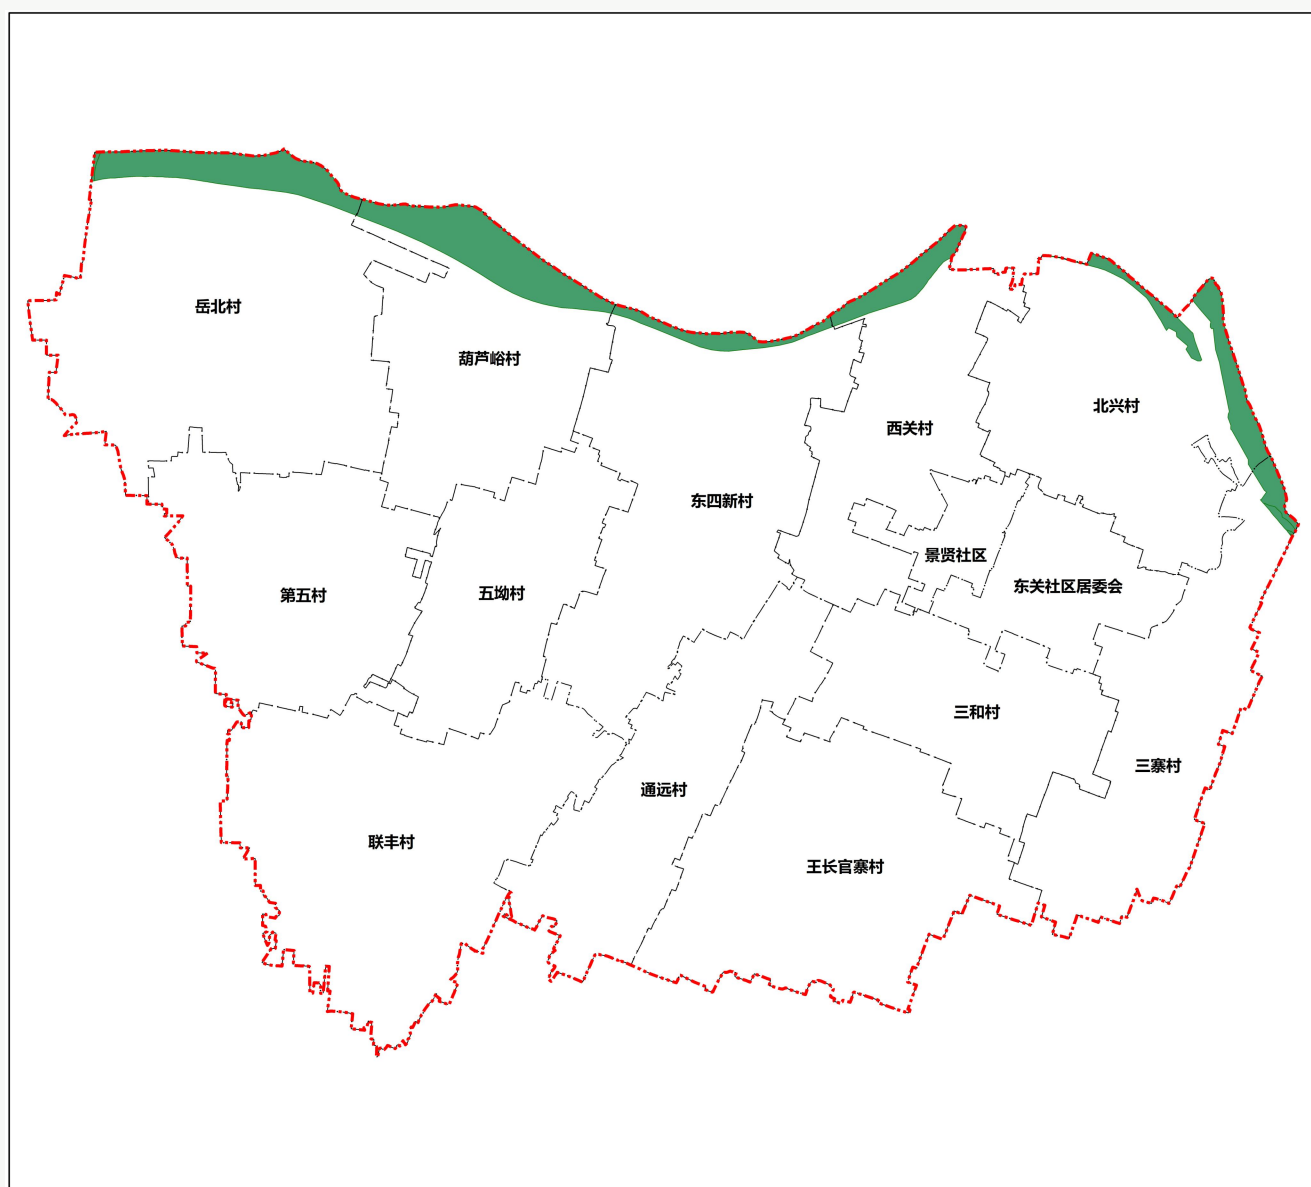 岳北村
葫芦峪村
北兴村
西关村
东四新村
景贤社区
东关社区居委会
第五村
五坳村
三和村
三寨村
通远村
联丰村
王长官寨村